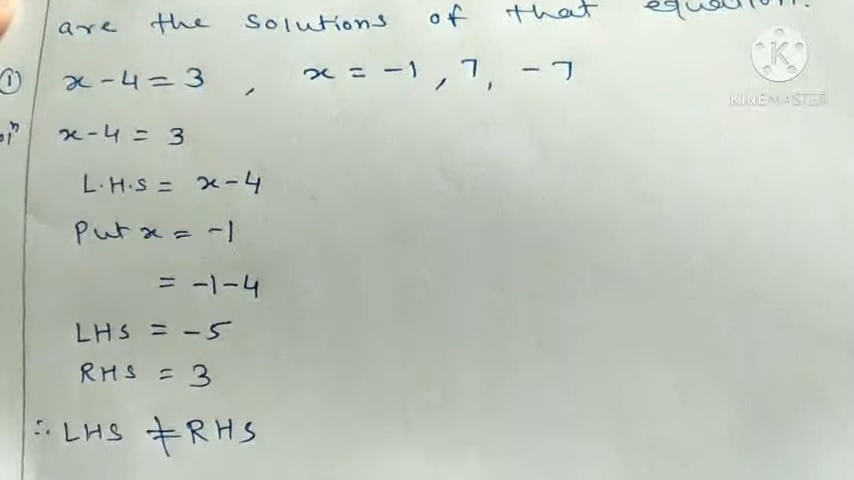 are the solutions of that equation.
① x-4=3 , x = -1, 7, -7
x-4 = 3
L.H.S = x-4
Put x = -1
= -1-4
LHS = -5
RHS = 3
∴ LHS ≠ RHS
K
KINEMASTER